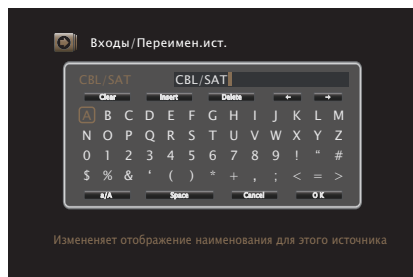 Входы/Переимен.ист.
CBL/SAT CBL/SAT
Clear Insert Delete ← →
A B C D E F G H I J K L M
N O P Q R S T U V W X Y Z
0 1 2 3 4 5 6 7 8 9 ! “ #
$ % & ‘ ( ) * + , ; < = >
a/A Space Cancel OK
Измененяет отображение наименования для этого источника